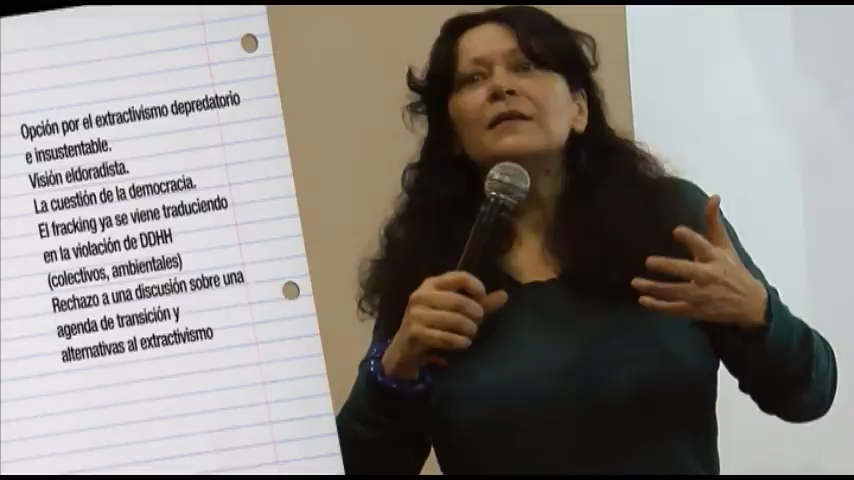 Opción por el extractivismo depredatorio
e insustentable.
Visión eldoradista.
La cuestión de la democracia.
El fracking ya se viene traduciendo
en la violación de DDHH
(colectivos, ambientales)
Rechazo a una discusión sobre una
agenda de transición y
alternativas al extractivismo